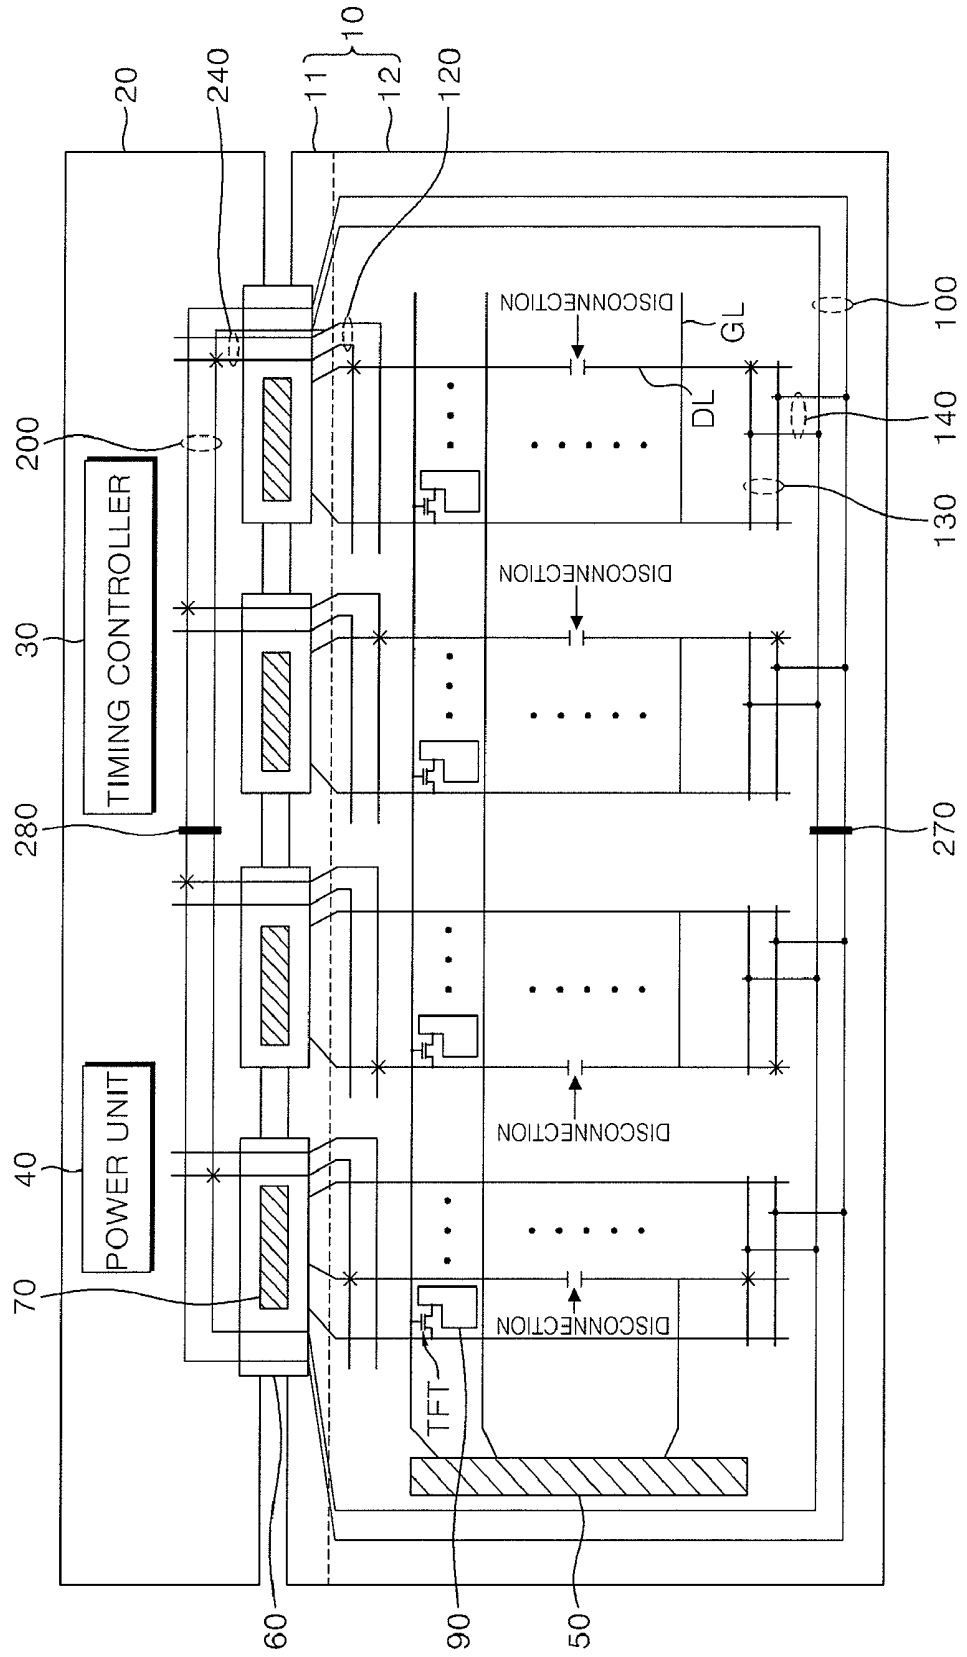 70
40
280
30
200
POWER UNIT
TIMING CONTROLLER
20
240
60
11
10
12
120
TFT
90
DISCONNECTION
DISCONNECTION
DISCONNECTION
DISCONNECTION
50
DL
GL
270
130
140
100